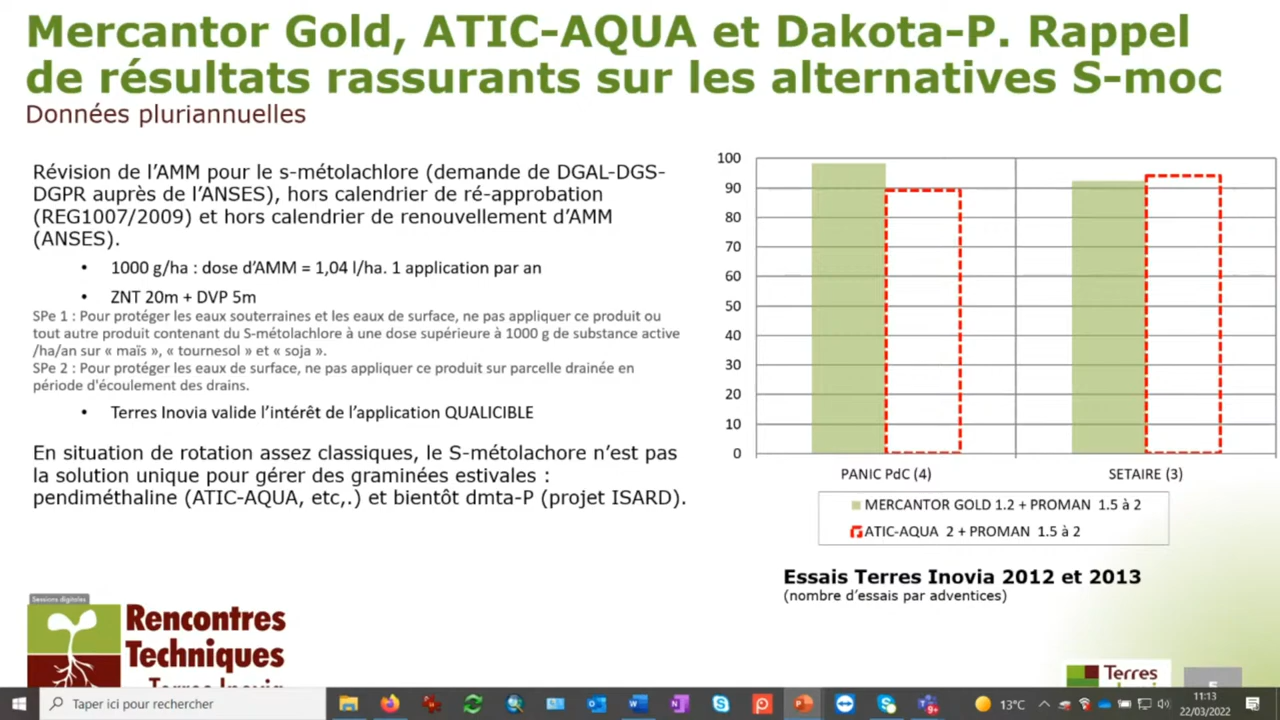 Mercantor Gold, ATIC-AQUA et Dakota-P. Rappel
de résultats rassurants sur les alternatives S-moc
Données pluriannuelles
Révision de l'AMM pour le s-métolachlore (demande de DGAL-DGS-
DGPR auprès de l'ANSES), hors calendrier de ré-approbation
(REG1007/2009) et hors calendrier de renouvellement d'AMM
(ANSES).
• 1000 g/ha : dose d'AMM = 1,04 l/ha. 1 application par an
• ZNT 20m + DVP 5m
SPe 1 : Pour protéger les eaux souterraines et les eaux de surface, ne pas appliquer ce produit ou
tout autre produit contenant du S-métolachlore à une dose supérieure à 1000 g de substance active
/ha/an sur « maïs », « tournesol » et « soja ».
SPe 2 : Pour protéger les eaux de surface, ne pas appliquer ce produit sur parcelle drainée en
période d'écoulement des drains.
• Terres Inovia valide l'intérêt de l'application QUALICIBLE
En situation de rotation assez classiques, le S-métolachore n'est pas
la solution unique pour gérer des graminées estivales :
pendiméthaline (ATIC-AQUA, etc,.) et bientôt dmta-P (projet ISARD).
100
90
80
70
60
50
40
30
20
10
0
PANIC PdC (4) SETAIRE (3)
MERCANTOR GOLD 1.2 + PROMAN 1.5 à 2
ATIC-AQUA 2 + PROMAN 1.5 à 2
Essais Terres Inovia 2012 et 2013
(nombre d'essais par adventices)
Sessions digitales
Rencontres
Techniques
Terres Inovia
Terres
5
Taper ici pour rechercher
13°C
11:13
22/03/2022